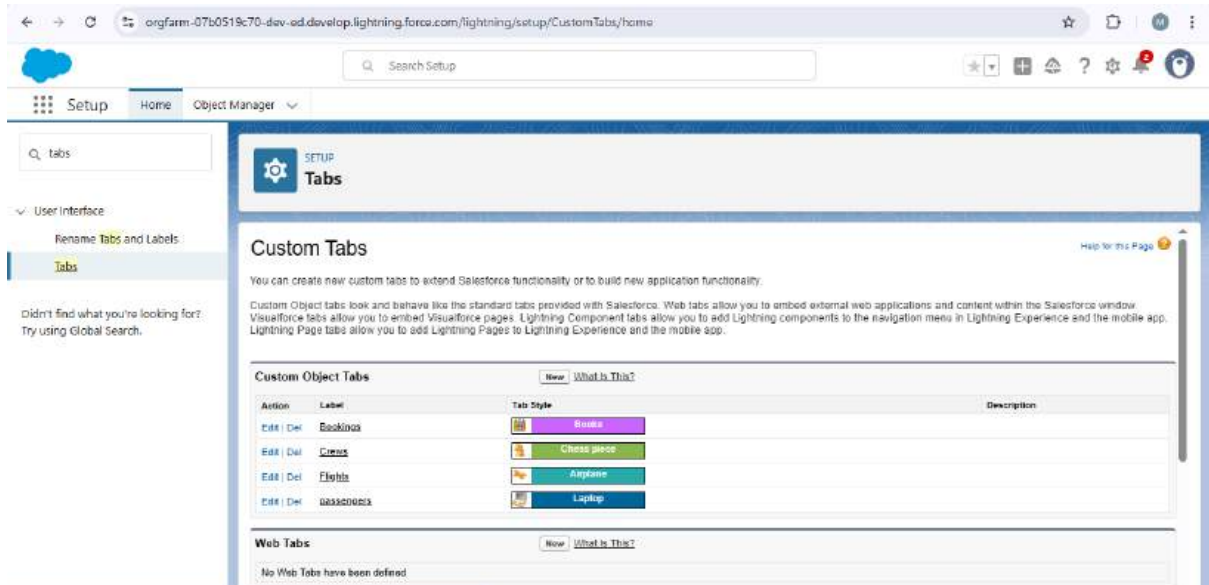 orgfarm-07b0519c70-dev-ed.develop.lightning.force.com/lightning/setup/CustomTabs/home
M
Search Setup
2
Setup
Home
Object Manager
tabs
SETUP
Tabs
User Interface
Rename Tabs and Labels
Tabs
Didn't find what you're looking for?
Try using Global Search.
Custom Tabs
Help for this Page
You can create new custom tabs to extend Salesforce functionality or to build new application functionality.
Custom Object tabs look and behave like the standard tabs provided with Salesforce. Web tabs allow you to embed external web applications and content within the Salesforce window.
Visualforce tabs allow you to embed Visualforce pages. Lightning Component tabs allow you to add Lightning components to the navigation menu in Lightning Experience and the mobile app.
Lightning Page tabs allow you to add Lightning Pages to Lightning Experience and the mobile app.
Custom Object Tabs New What Is This?
Action Label Tab Style Description
Edit | Del Bookings Books
Edit | Del Crews Chess piece
Edit | Del Flights Airplane
Edit | Del passengers Laptop
Web Tabs New What Is This?
No Web Tabs have been defined